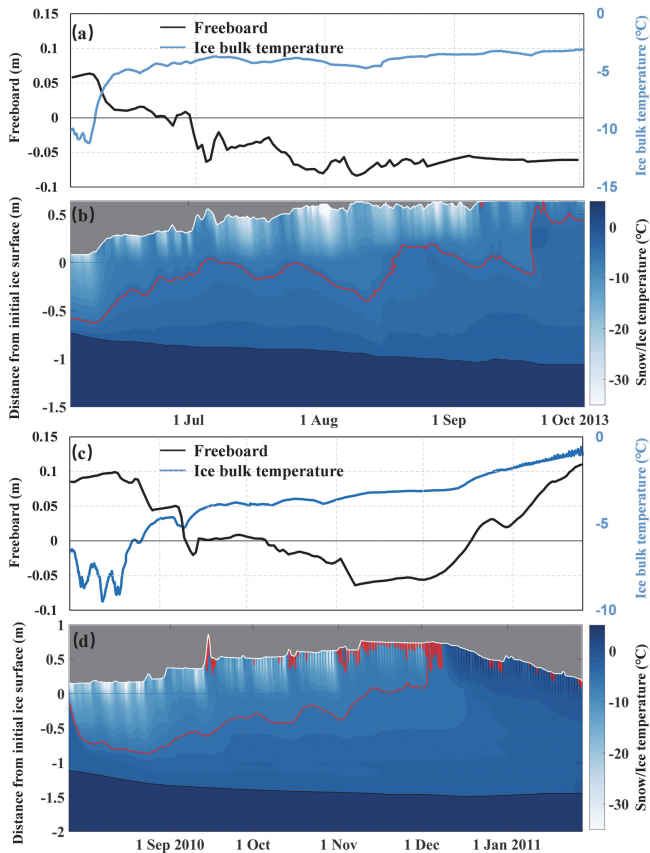 (a)
Freeboard
Ice bulk temperature
Freeboard (m)
0.15
0.1
0.05
0
-0.05
-0.1
0
-5
-10
-15
Ice bulk temperature (°C)
(b)
Distance from initial ice surface (m)
0.5
0
-0.5
-1
-1.5
1 Jul
1 Aug
1 Sep
1 Oct 2013
0
-10
-20
-30
Snow/Ice temperature (°C)
(c)
Freeboard
Ice bulk temperature
Freeboard (m)
0.15
0.1
0.05
0
-0.05
-0.1
0
-5
-10
Ice bulk temperature (°C)
(d)
Distance from initial ice surface (m)
1
0.5
0
-0.5
-1
-1.5
-2
1 Sep 2010
1 Oct
1 Nov
1 Dec
1 Jan 2011
0
-10
-20
-30
Snow/Ice temperature (°C)